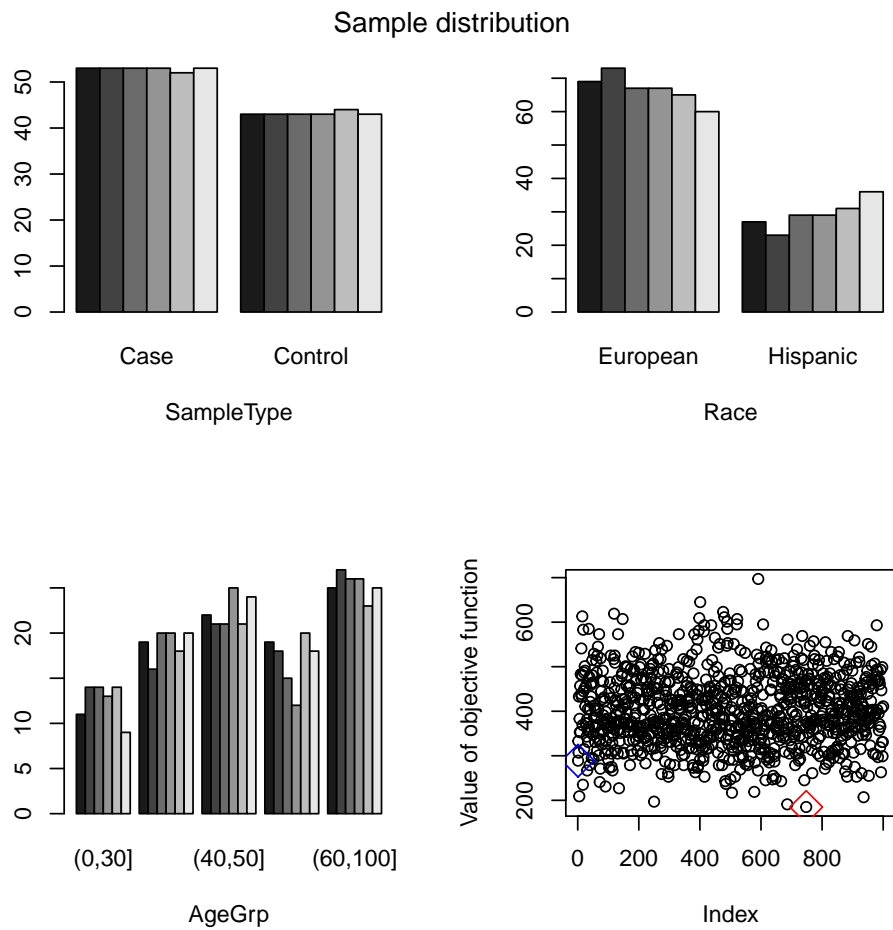 Sample distribution
50
40
30
20
10
0
Case Control
SampleType
60
40
20
0
European Hispanic
Race
20
10
5
0
(0,30] (40,50] (60,100]
AgeGrp
Value of objective function
600
400
200
0 200 400 600 800
Index